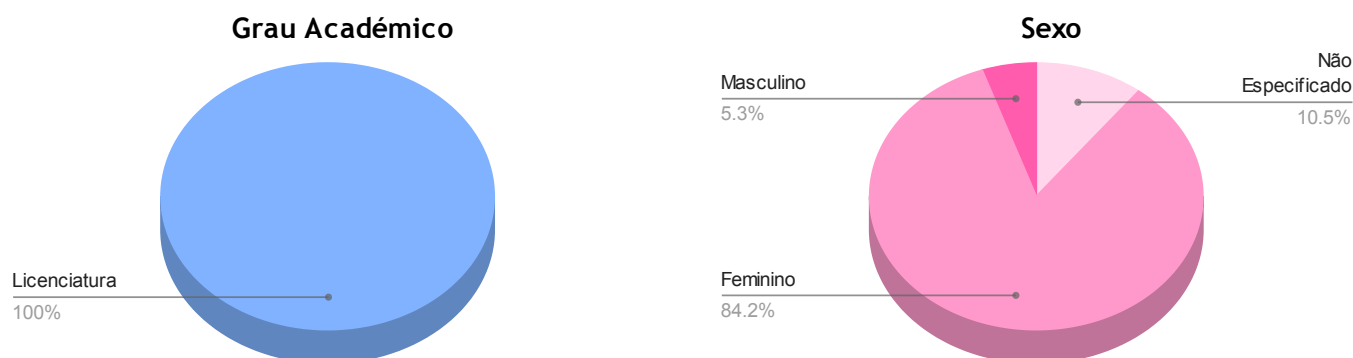 Grau Académico
Licenciatura
100%
Sexo
Masculino
5.3%
Não
Especificado
10.5%
Feminino
84.2%